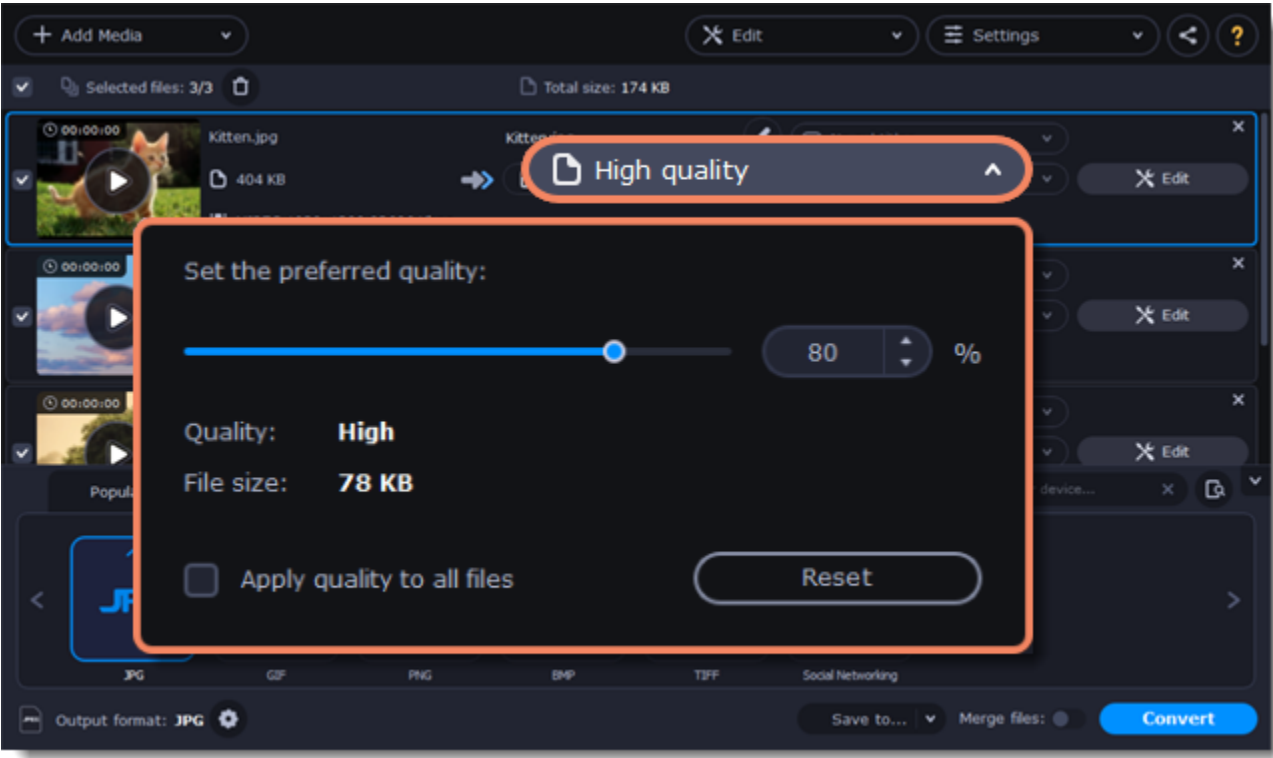 Add Media
Edit
Settings
?
Selected files: 3/3
Total size: 174 KB
00:00:00
Kitten.jpg
404 KB
High quality
Edit
00:00:00
Set the preferred quality:
80
%
Edit
00:00:00
Quality: High
Edit
File size: 78 KB
device...
Apply quality to all files
Reset
JPG
GIF
PNG
BMP
TIFF
Social Networking
Output format: JPG
Save to...
Merge files:
Convert